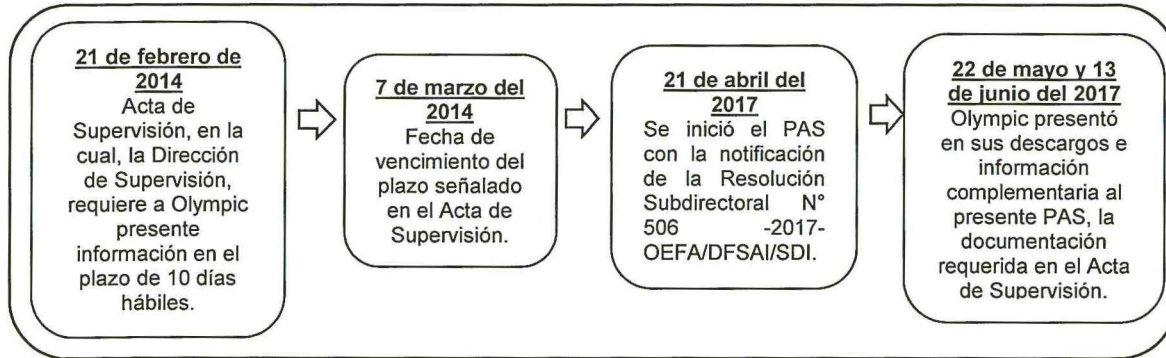 21 de febrero de
2014
Acta de
Supervisión, en la
cual, la Dirección
de Supervisión,
requiere a Olympic
presente
información en el
plazo de 10 días
hábiles.
7 de marzo del
2014
Fecha de
vencimiento del
plazo señalado
en el Acta de
Supervisión.
21 de abril del
2017
Se inició el PAS
con la notificación
de la Resolución
Subdirectoral N°
506 -2017-
OEFA/DFSAI/SDI.
22 de mayo y 13
de junio del 2017
Olympic presentó
en sus descargos e
información
complementaria al
presente PAS, la
documentación
requerida en el Acta
de Supervisión.